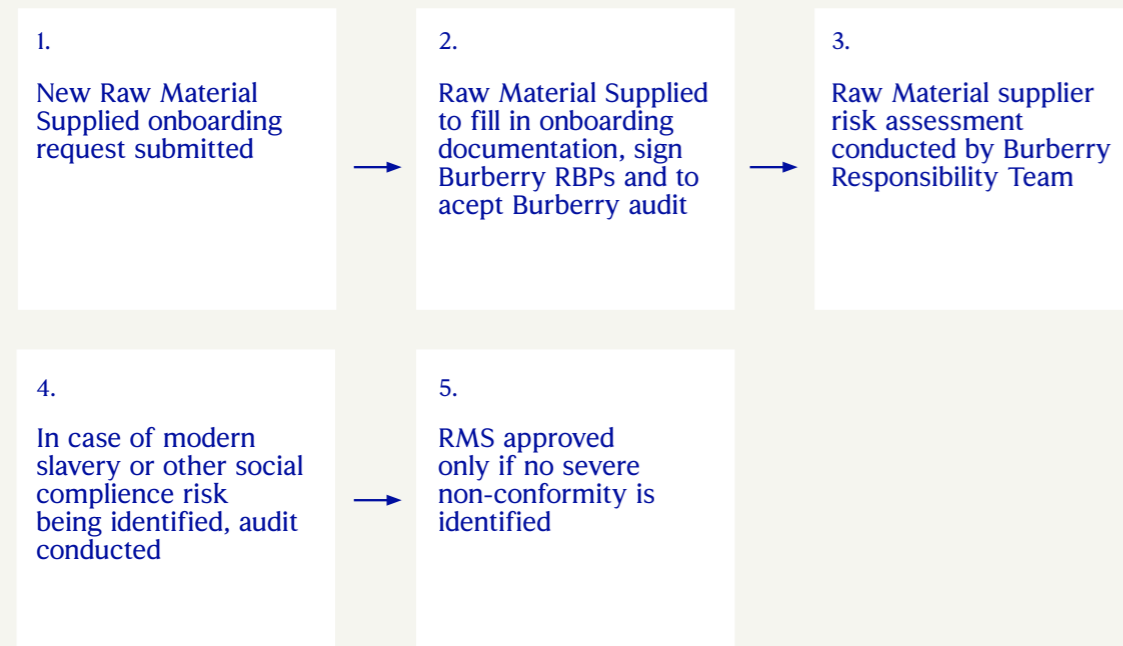 1.
New Raw Material
Supplied onboarding
request submitted
2.
Raw Material Supplied
to fill in onboarding
documentation, sign
Burberry RBPs and to
acept Burberry audit
3.
Raw Material supplier
risk assessment
conducted by Burberry
Responsibility Team
4.
In case of modern
slavery or other social
complience risk
being identified, audit
conducted
5.
RMS approved
only if no severe
non-conformity is
identified